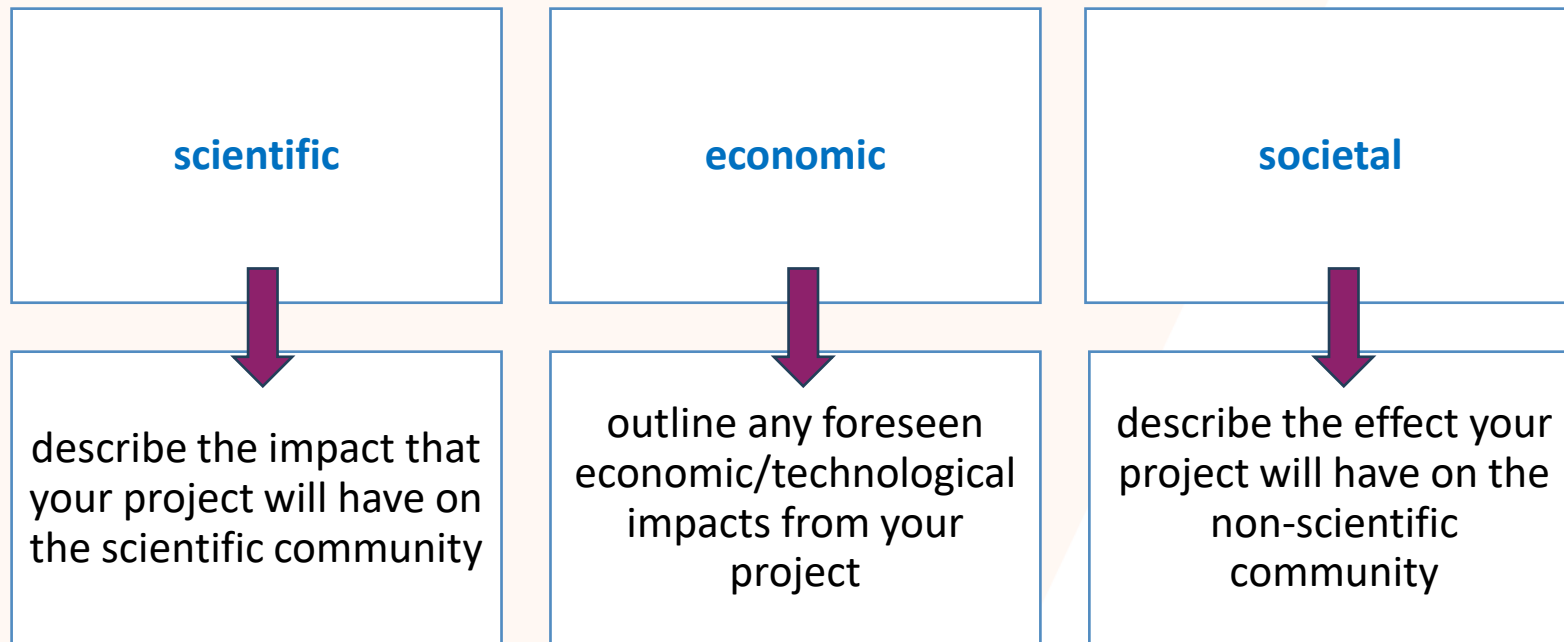 scientific
economic
societal
describe the impact that
your project will have on
the scientific community
outline any foreseen
economic/technological
impacts from your
project
describe the effect your
project will have on the
non-scientific
community